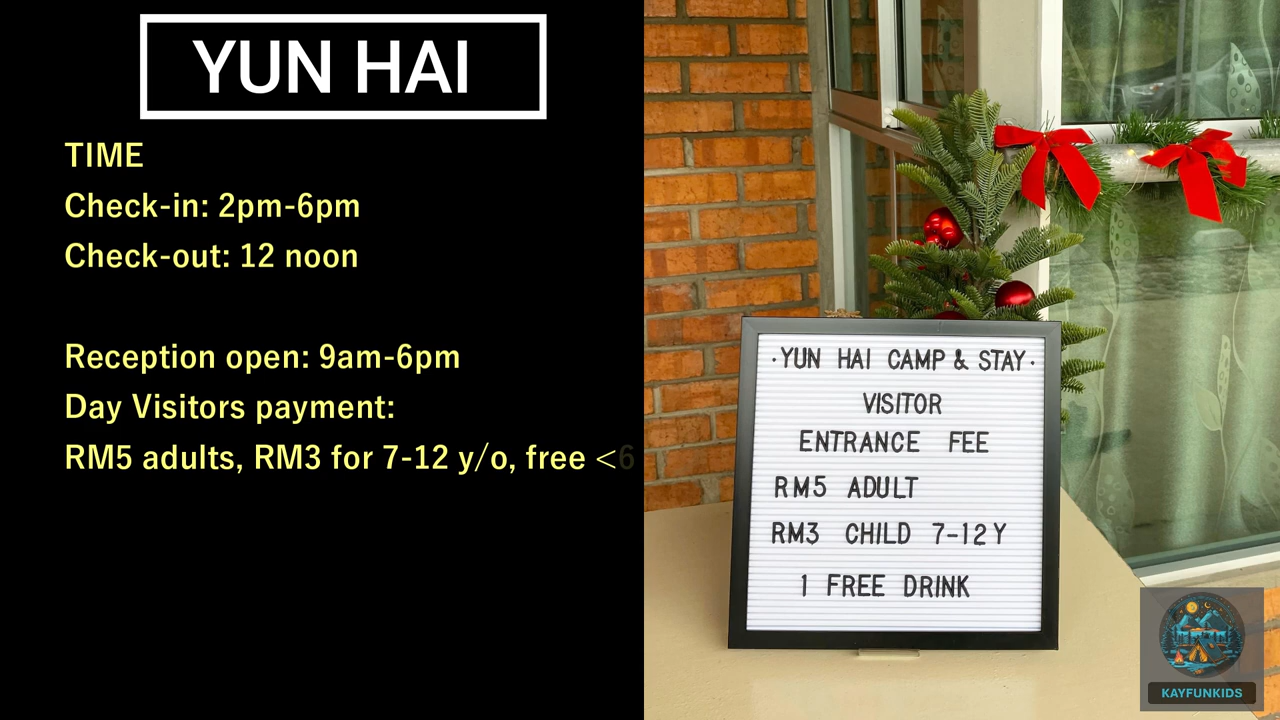 YUN HAI
TIME
Check-in: 2pm-6pm
Check-out: 12 noon
Reception open: 9am-6pm
Day Visitors payment:
RM5 adults, RM3 for 7-12 y/o, free <6
·YUN HAI CAMP & STAY·
VISITOR
ENTRANCE FEE
RM5 ADULT
RM3 CHILD 7-12Y
1 FREE DRINK
KAYFUNKIDS